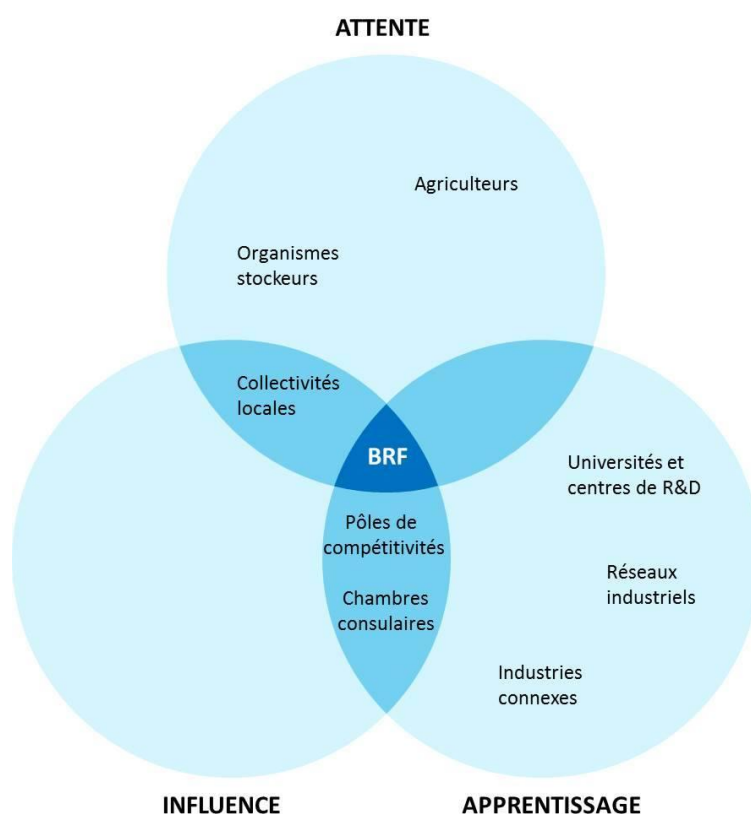 ATTENTE
Agriculteurs
Organismes
stockeurs
Collectivités
locales
BRF
Universités et
centres de R&D
Pôles de
compétitivités
Réseaux
industriels
Chambres
consulaires
Industries
connexes
INFLUENCE
APPRENTISSAGE